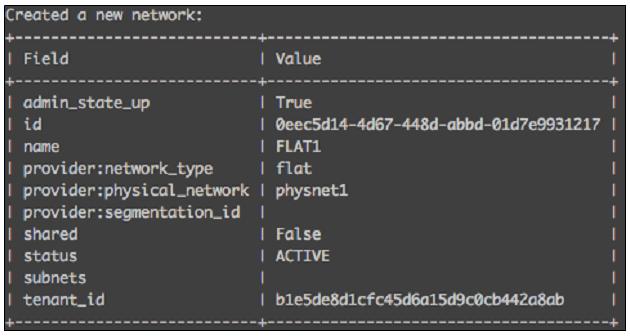 Created a new network:
+---------------------------+--------------------------------------+
| Field | Value |
+---------------------------+--------------------------------------+
| admin_state_up | True |
| id | 0eec5d14-4d67-448d-abbd-01d7e9931217 |
| name | FLAT1 |
| provider:network_type | flat |
| provider:physical_network | physnet1 |
| provider:segmentation_id | |
| shared | False |
| status | ACTIVE |
| subnets | |
| tenant_id | b1e5de8d1cfc45d6a15d9c0cb442a8ab |
+---------------------------+--------------------------------------+